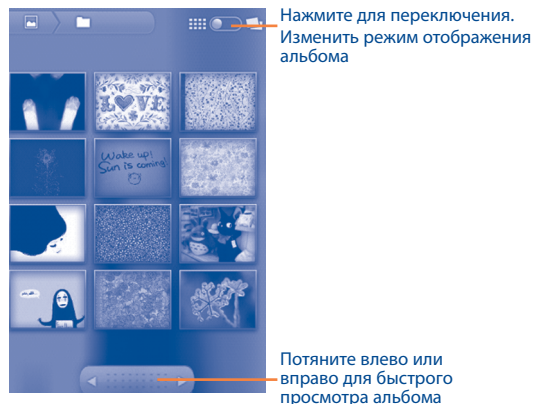 Нажмите для переключения.
Изменить режим отображения
альбома
LOVE
Wake up!
Sun is coming!
Потяните влево или
вправо для быстрого
просмотра альбома